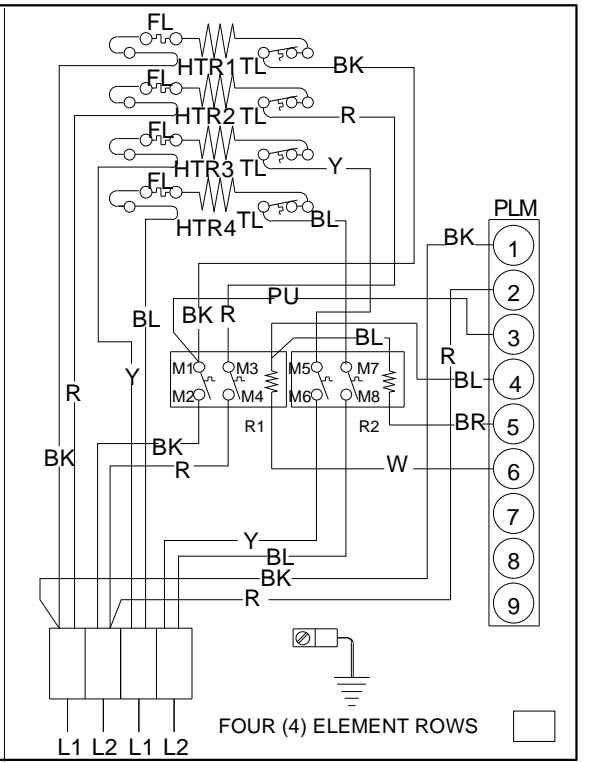 FL
HTR1 TL BK
FL
HTR2 TL R
FL
HTR3 TL Y
FL
HTR4 TL BL
PLM
BK 1
2
PU
BK R
3
BL
BL
R
M1 M3 M5 M7
BL 4
Y
R
M2 M4 M6 M8
BR 5
R1 R2
BK
BK
R
W 6
7
Y
BL
8
BK
R
9
FOUR (4) ELEMENT ROWS
L1 L2 L1 L2